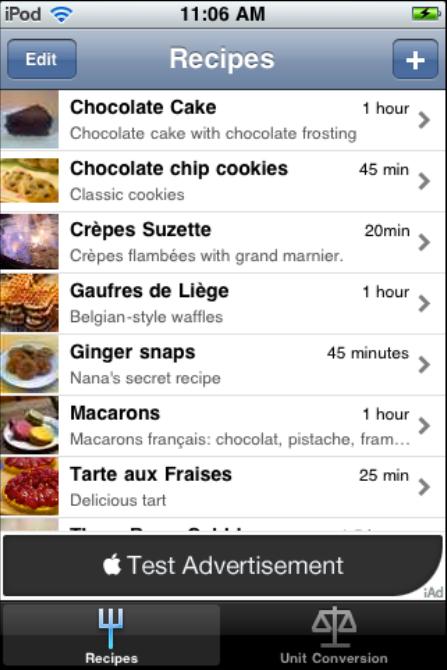 iPod 11:06 AM
Edit Recipes +
Chocolate Cake 1 hour
Chocolate cake with chocolate frosting
Chocolate chip cookies 45 min
Classic cookies
Crèpes Suzette 20min
Crèpes flambées with grand marnier.
Gaufres de Liège 1 hour
Belgian-style waffles
Ginger snaps 45 minutes
Nana's secret recipe
Macarons 1 hour
Macarons français: chocolat, pistache, fram...
Tarte aux Fraises 25 min
Delicious tart
Test Advertisement
iAd
Recipes Unit Conversion